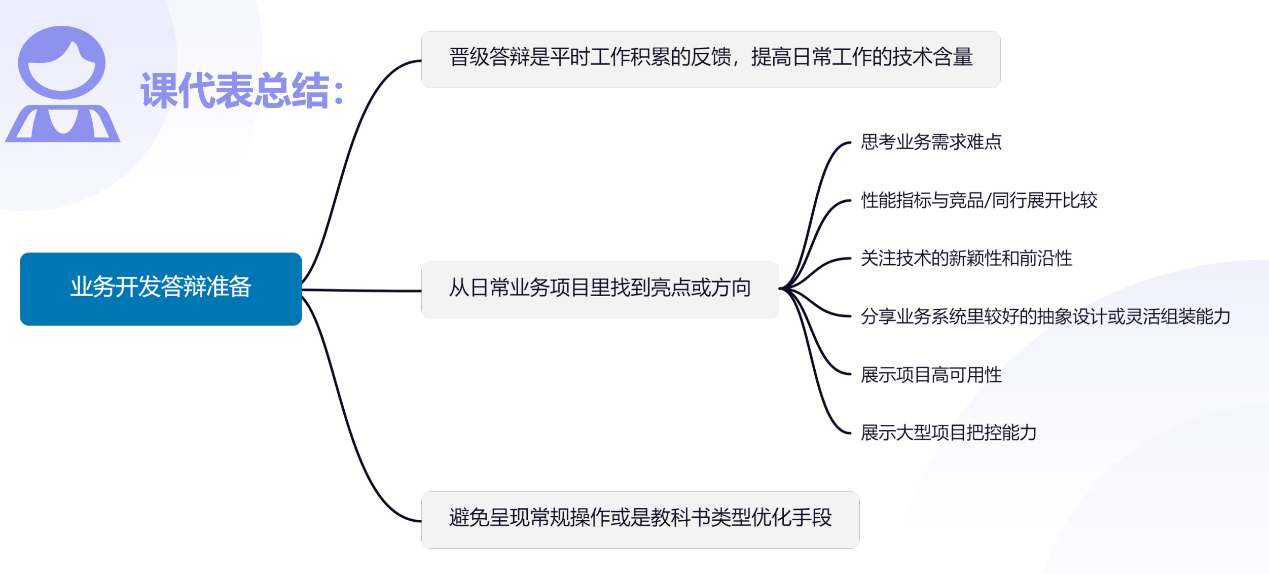 课代表总结：
业务开发答辩准备
晋级答辩是平时工作积累的反馈，提高日常工作的技术含量
从日常业务项目里找到亮点或方向
思考业务需求难点
性能指标与竞品/同行展开比较
关注技术的新颖性和前沿性
分享业务系统里较好的抽象设计或灵活组装能力
展示项目高可用性
展示大型项目把控能力
避免呈现常规操作或是教科书类型优化手段